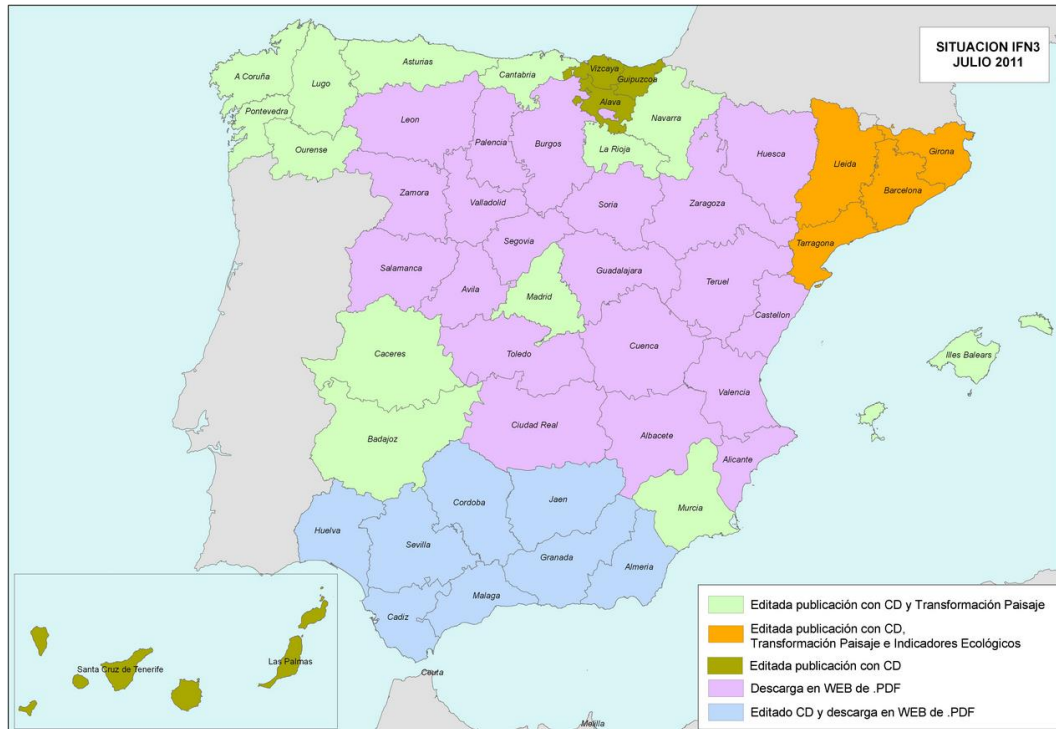 SITUACION IFN3
JULIO 2011
A Coruña
Lugo
Asturias
Cantabria
Vizcaya
Guipuzcoa
Alava
Navarra
Pontevedra
Ourense
Leon
Palencia
Burgos
La Rioja
Huesca
Lleida
Girona
Barcelona
Zamora
Valladolid
Soria
Zaragoza
Tarragona
Segovia
Salamanca
Avila
Guadalajara
Teruel
Madrid
Castellon
Caceres
Toledo
Cuenca
Illes Balears
Valencia
Badajoz
Ciudad Real
Albacete
Alicante
Cordoba
Jaen
Murcia
Huelva
Sevilla
Granada
Almeria
Malaga
Cadiz
Ceuta
Melilla
Santa Cruz de Tenerife
Las Palmas
Editada publicación con CD y Transformación Paisaje
Editada publicación con CD,
Transformación Paisaje e Indicadores Ecológicos
Editada publicación con CD
Descarga en WEB de .PDF
Editado CD y descarga en WEB de .PDF